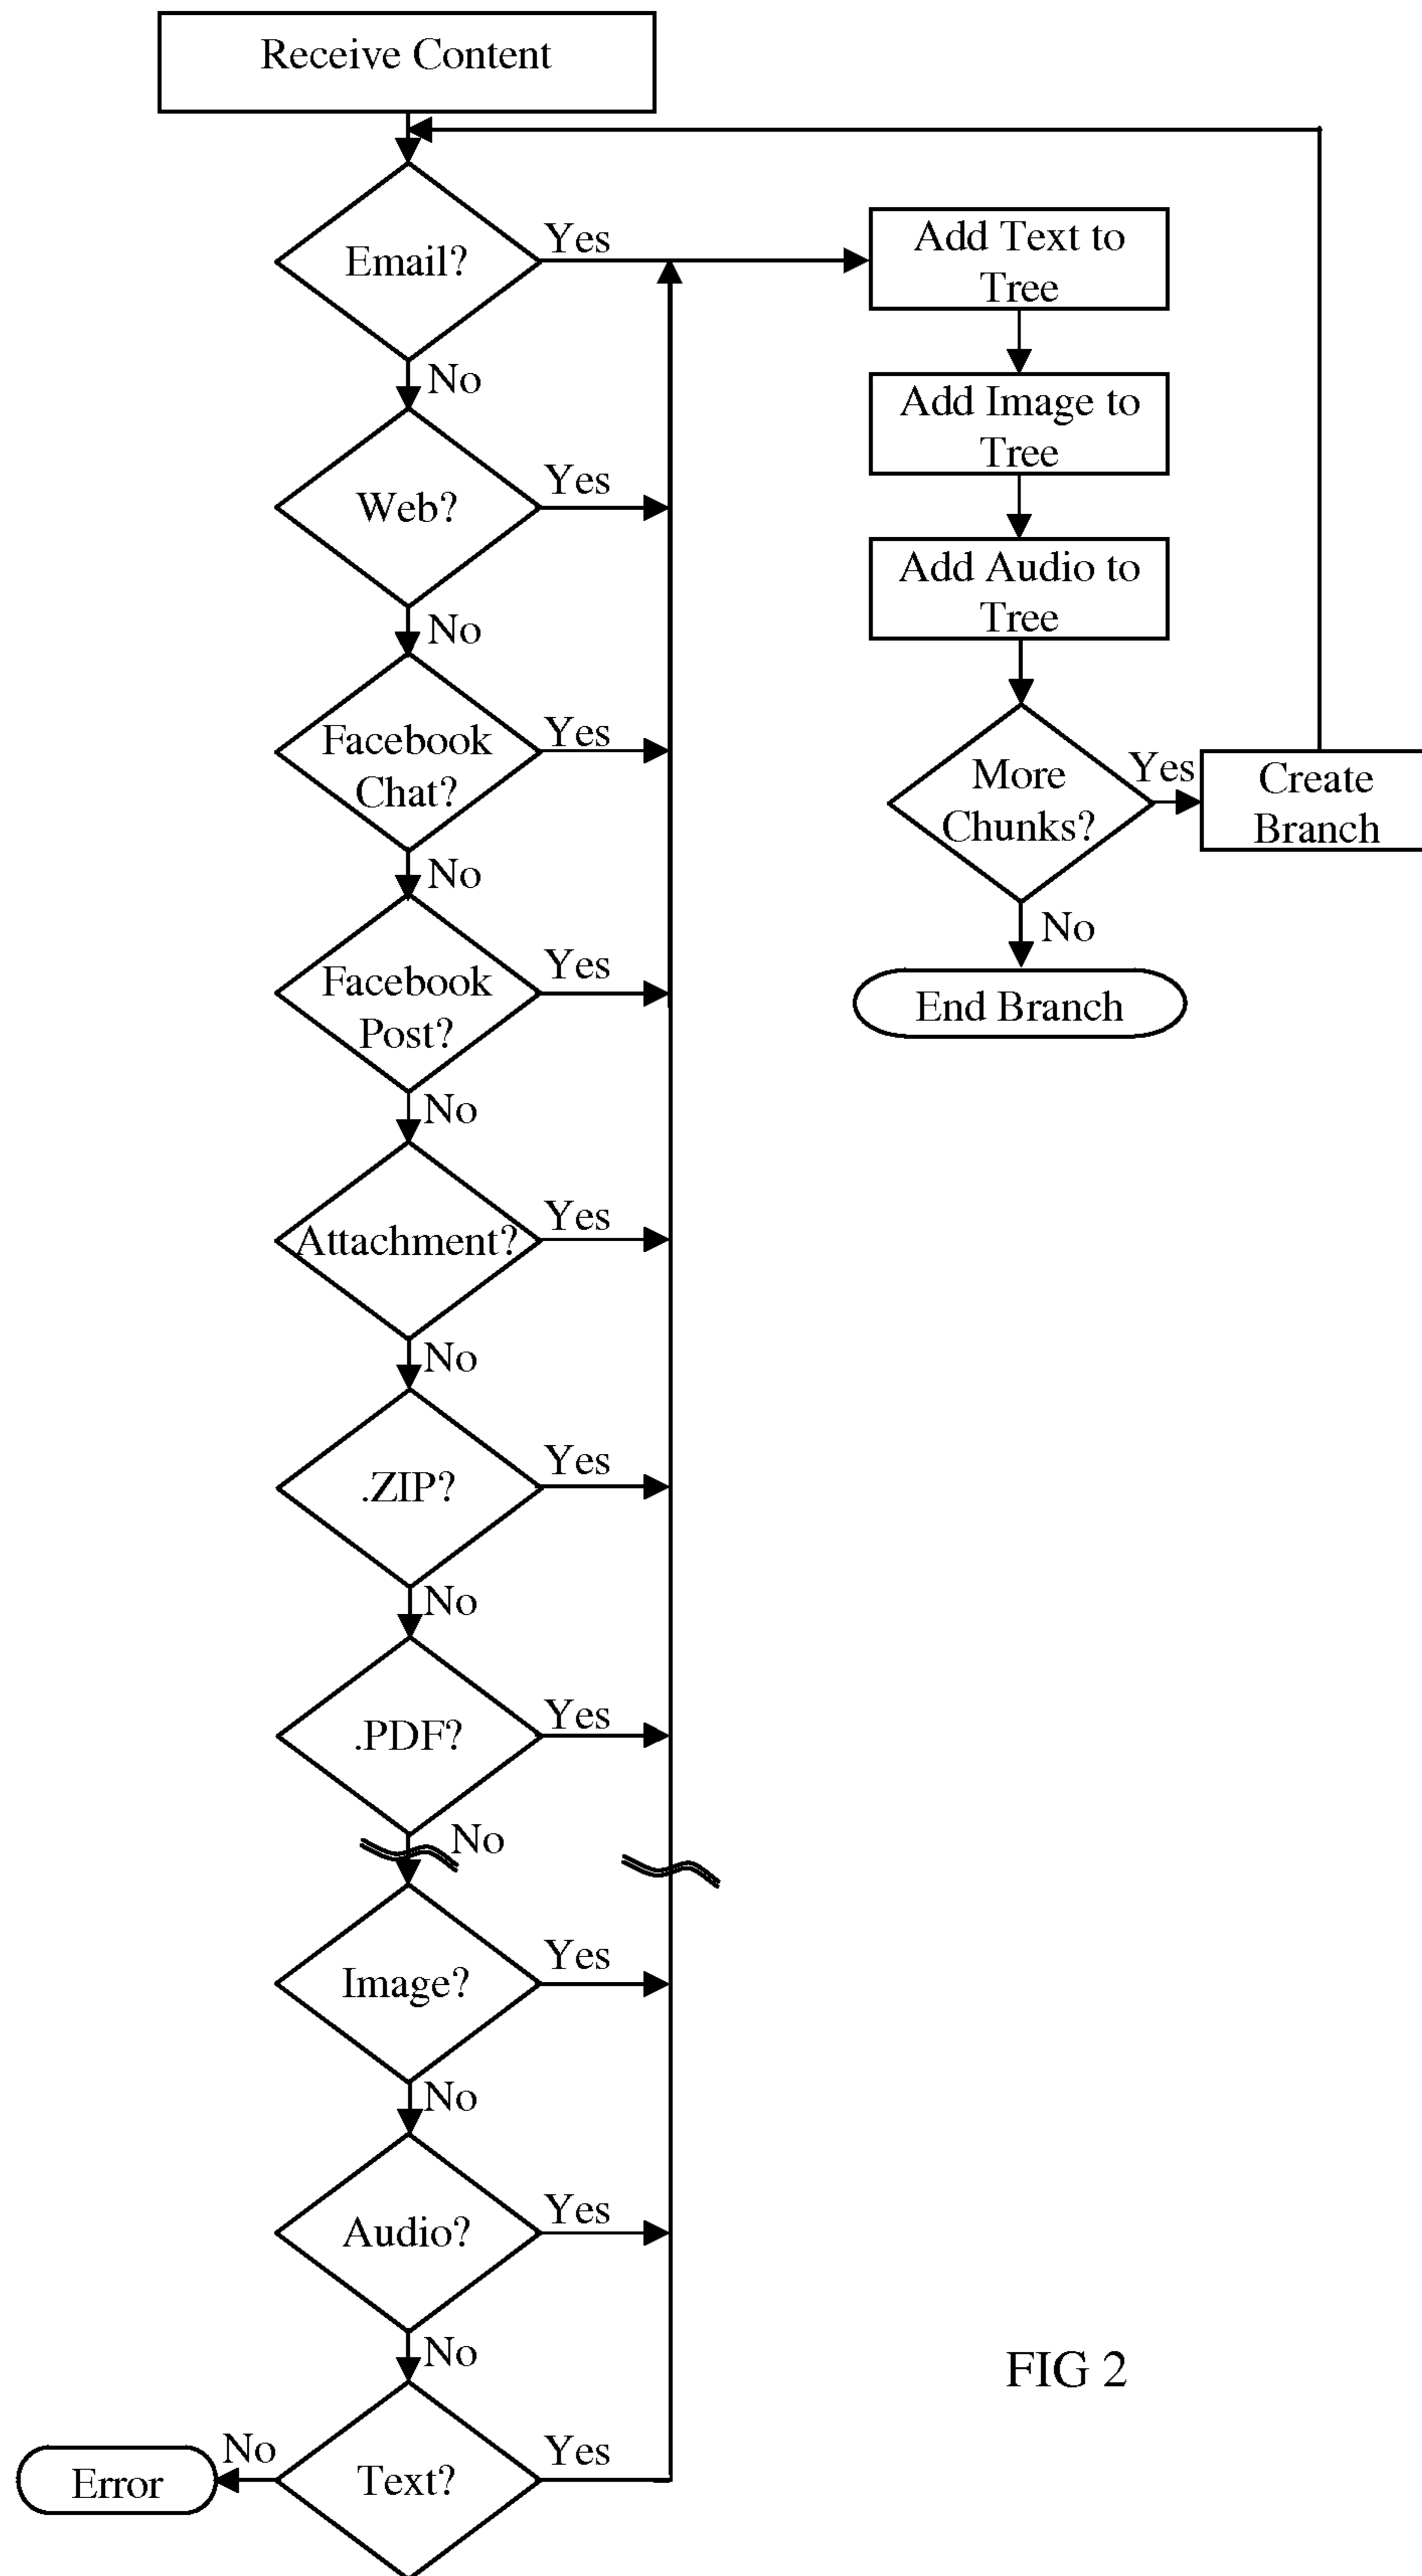 Receive Content
Email?
Yes
No
Web?
Yes
No
Facebook
Chat?
Yes
No
Facebook
Post?
Yes
No
Attachment?
Yes
No
.ZIP?
Yes
No
.PDF?
Yes
No
Image?
Yes
No
Audio?
Yes
No
Text?
Yes
No
Error
Add Text to
Tree
Add Image to
Tree
Add Audio to
Tree
More
Chunks?
Yes
Create
Branch
No
End Branch
FIG 2